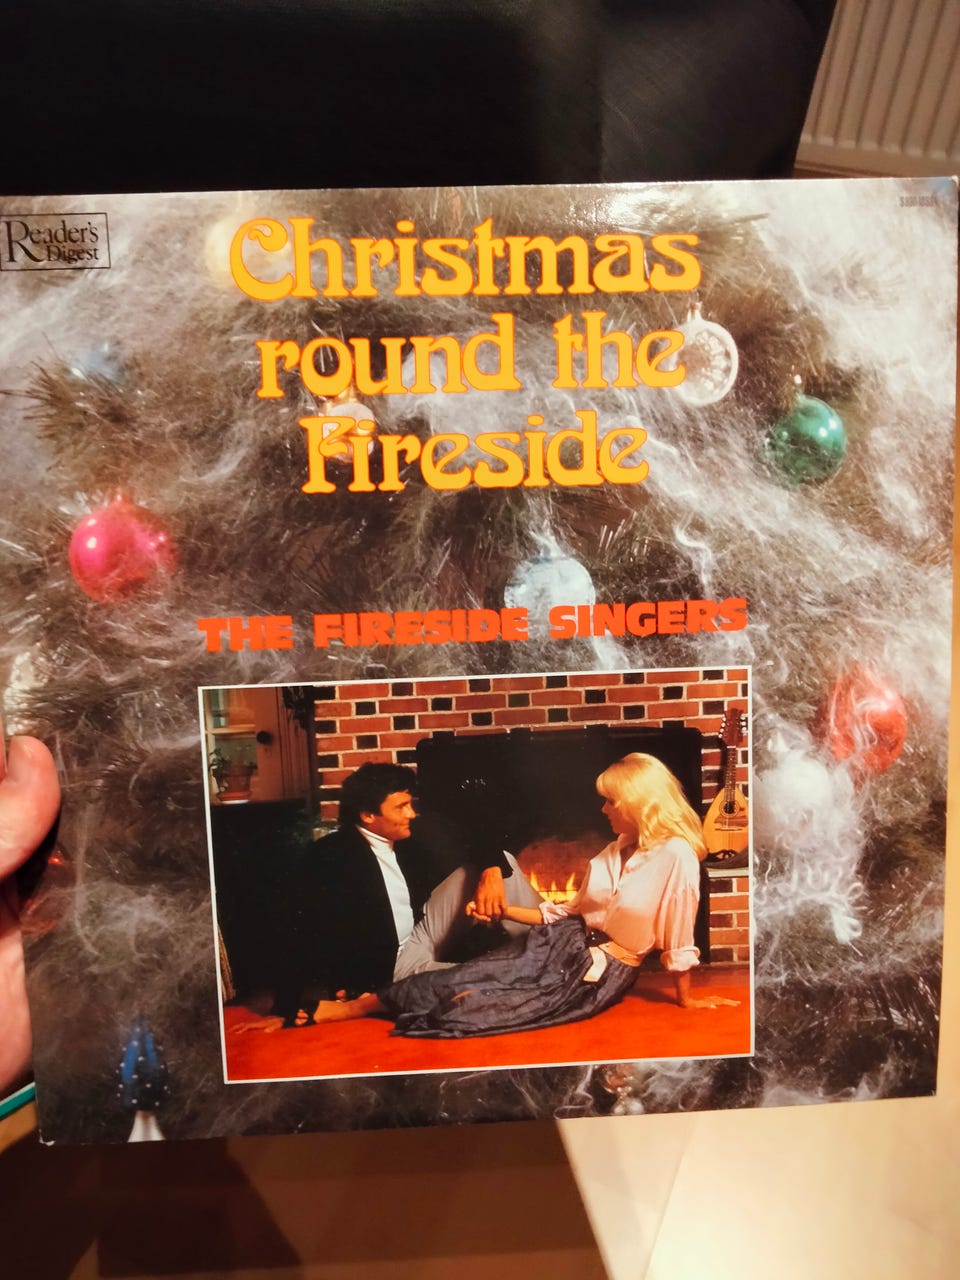 Reader's
Digest
Christmas
round the
Fireside
THE FIRESIDE SINGERS